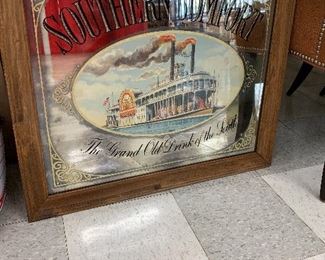 SOUTHERN COMFORT
The Grand Old Drink of the South